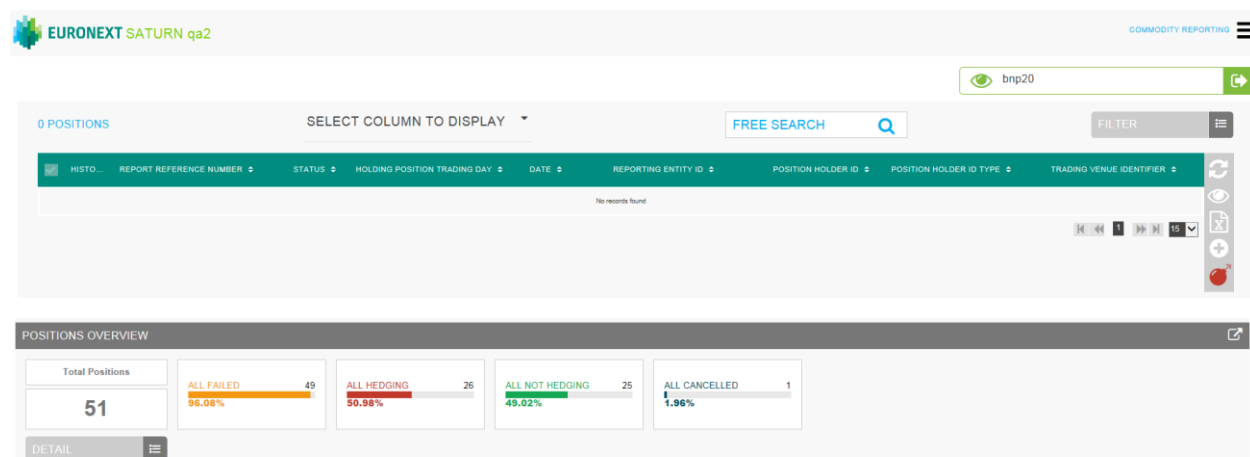 EURONEXT SATURN qa2
COMMODITY REPORTING
bnp20
0 POSITIONS
SELECT COLUMN TO DISPLAY
FREE SEARCH
FILTER
HISTO... REPORT REFERENCE NUMBER STATUS HOLDING POSITION TRADING DAY DATE REPORTING ENTITY ID POSITION HOLDER ID POSITION HOLDER ID TYPE TRADING VENUE IDENTIFIER
No records found
1 15
POSITIONS OVERVIEW
Total Positions
51
ALL FAILED 49
96.08%
ALL HEDGING 26
50.98%
ALL NOT HEDGING 25
49.02%
ALL CANCELLED 1
1.96%
DETAIL